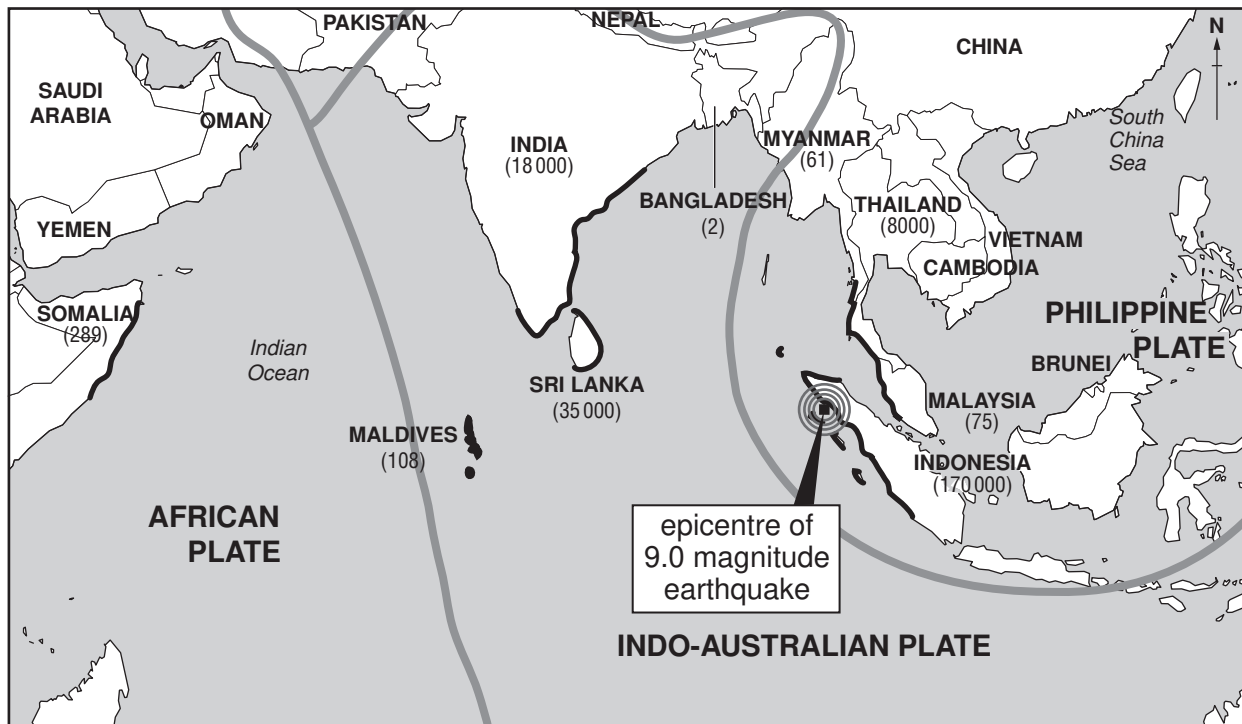 PAKISTAN
NEPAL
N
CHINA
SAUDI
ARABIA
OMAN
South
China
Sea
INDIA
(18 000)
MYANMAR
(61)
BANGLADESH
(2)
THAILAND
(8000)
YEMEN
VIETNAM
CAMBODIA
SOMALIA
(289)
PHILIPPINE
PLATE
Indian
Ocean
BRUNEI
SRI LANKA
(35 000)
MALAYSIA
(75)
MALDIVES
(108)
INDONESIA
(170 000)
AFRICAN
PLATE
epicentre of
9.0 magnitude
earthquake
INDO-AUSTRALIAN PLATE